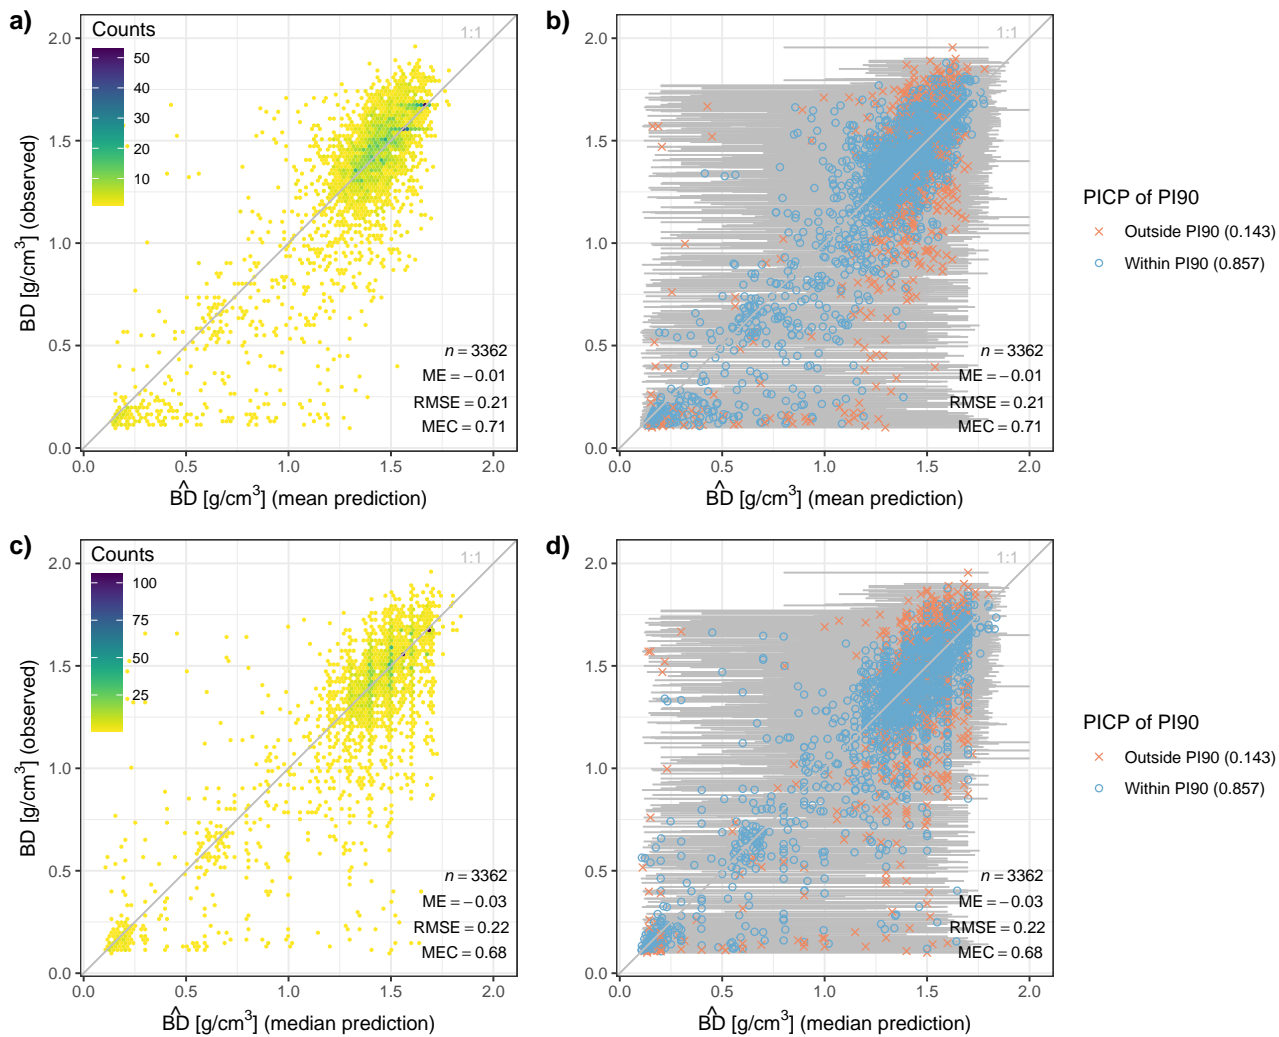 a)
Counts
50
40
30
20
10
1:1
2.0
1.5
1.0
0.5
0.0
BD [g/cm³] (observed)
n = 3362
ME = −0.01
RMSE = 0.21
MEC = 0.71
0.0 0.5 1.0 1.5 2.0
B̂D [g/cm³] (mean prediction)
b)
1:1
2.0
1.5
1.0
0.5
0.0
n = 3362
ME = −0.01
RMSE = 0.21
MEC = 0.71
0.0 0.5 1.0 1.5 2.0
B̂D [g/cm³] (mean prediction)
PICP of PI90
Outside PI90 (0.143)
Within PI90 (0.857)
c)
Counts
100
75
50
25
1:1
2.0
1.5
1.0
0.5
0.0
BD [g/cm³] (observed)
n = 3362
ME = −0.03
RMSE = 0.22
MEC = 0.68
0.0 0.5 1.0 1.5 2.0
B̂D [g/cm³] (median prediction)
d)
1:1
2.0
1.5
1.0
0.5
0.0
n = 3362
ME = −0.03
RMSE = 0.22
MEC = 0.68
0.0 0.5 1.0 1.5 2.0
B̂D [g/cm³] (median prediction)
PICP of PI90
Outside PI90 (0.143)
Within PI90 (0.857)